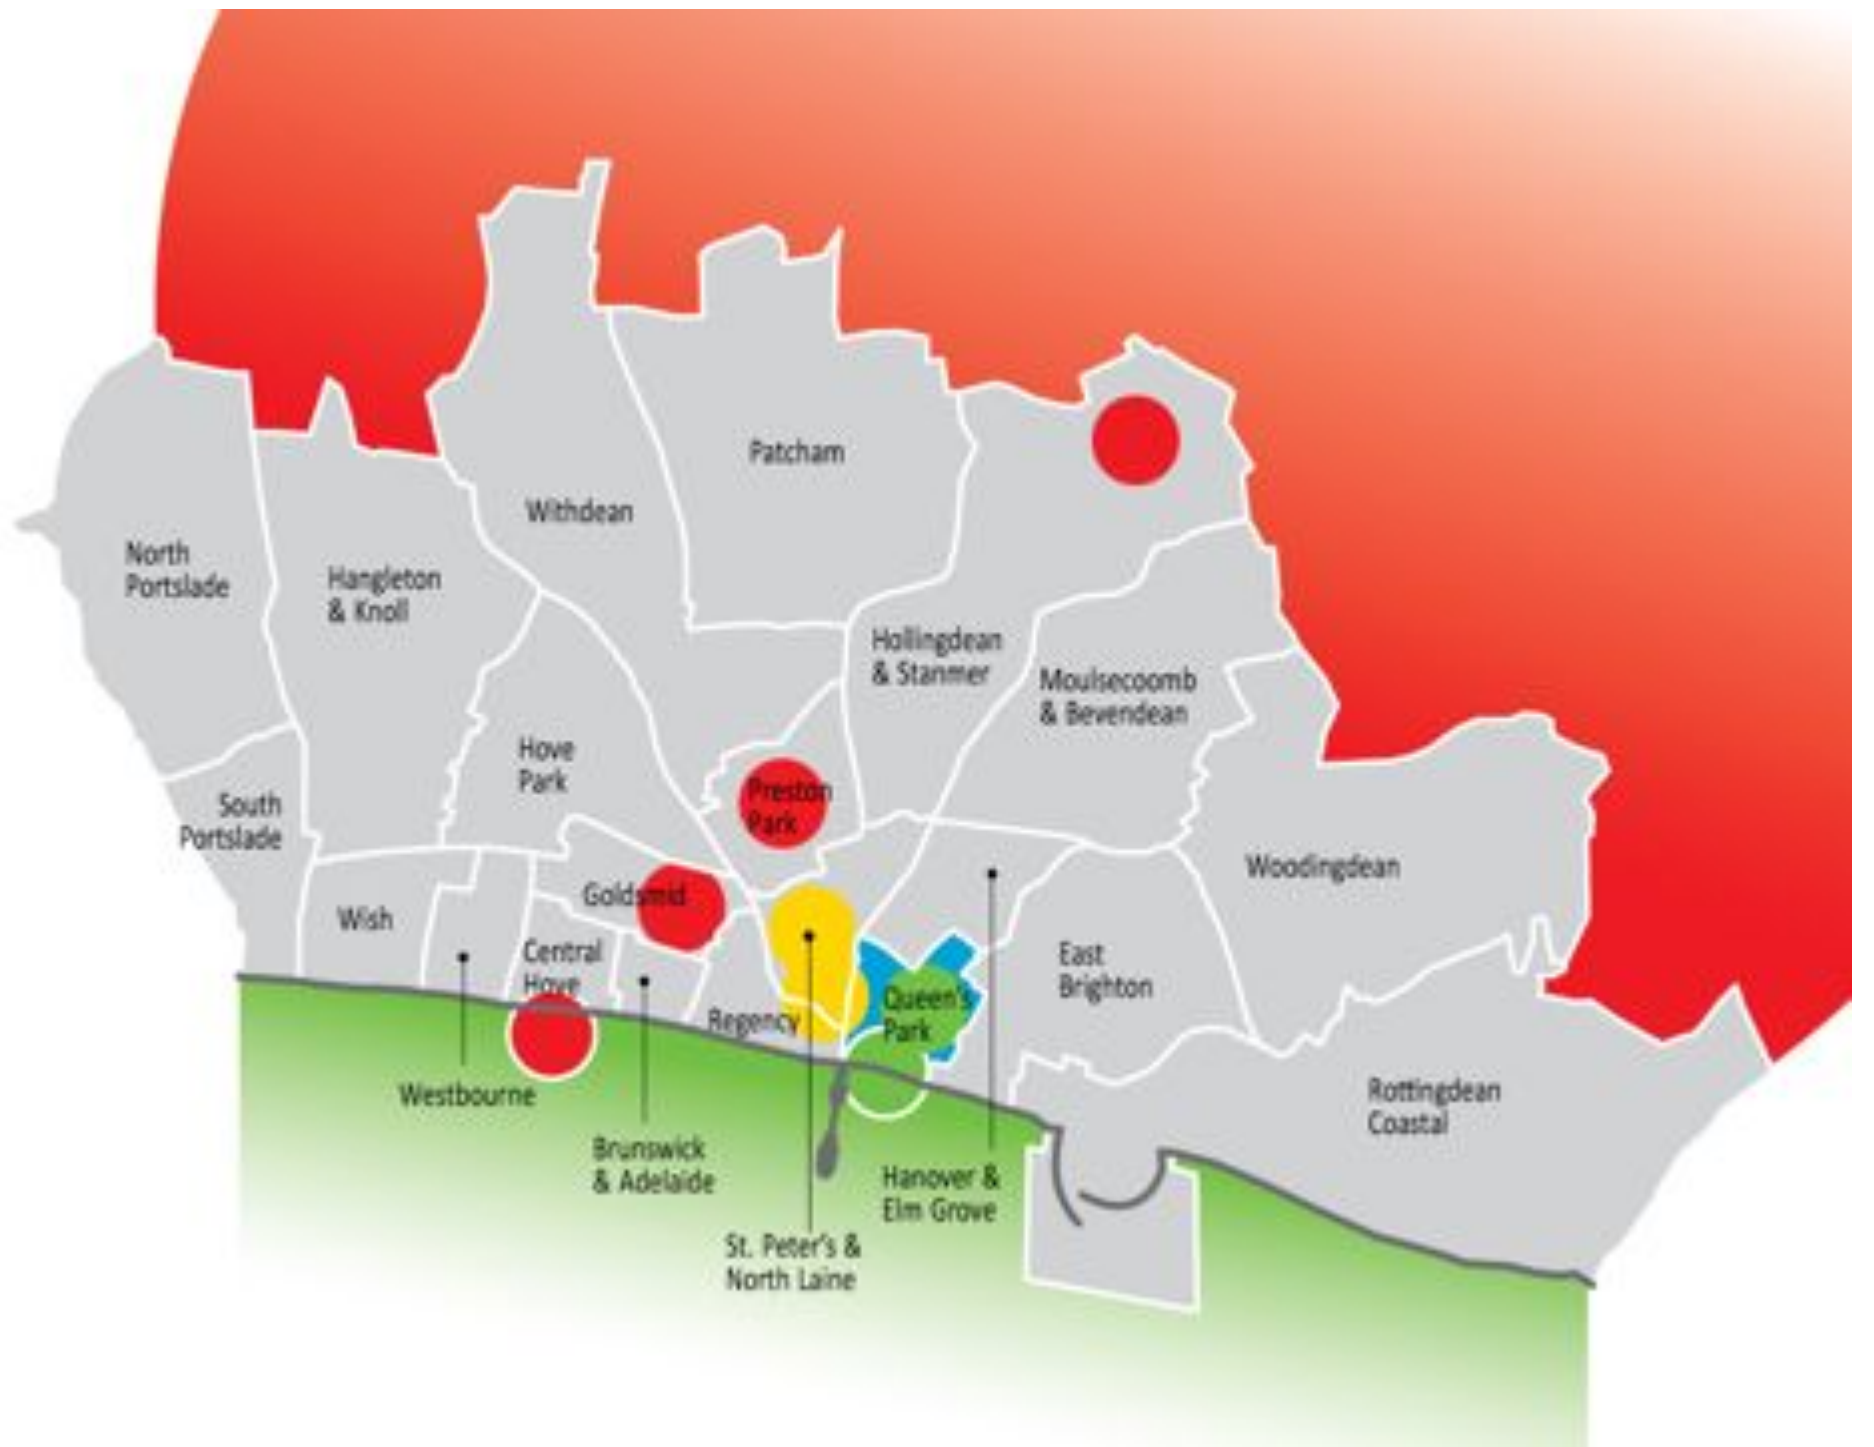 Patcham
Withdean
North
Portslade
Hangleton
& Knoll
Hollingdean
& Stanmer
Moulsecoomb
& Bevendean
Hove
Park
Preston
Park
South
Portslade
Woodingdean
Goldsmid
Wish
Central
Hove
East
Brighton
Queen's
Park
Regency
Westbourne
Rottingdean
Coastal
Brunswick
& Adelaide
Hanover &
Elm Grove
St. Peter's &
North Laine